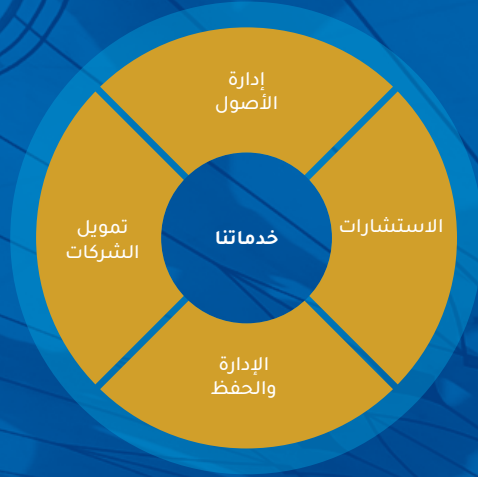 إدارة
الأصول
الاستشارات
خدماتنا
تمويل
الشركات
الإدارة
والحفظ